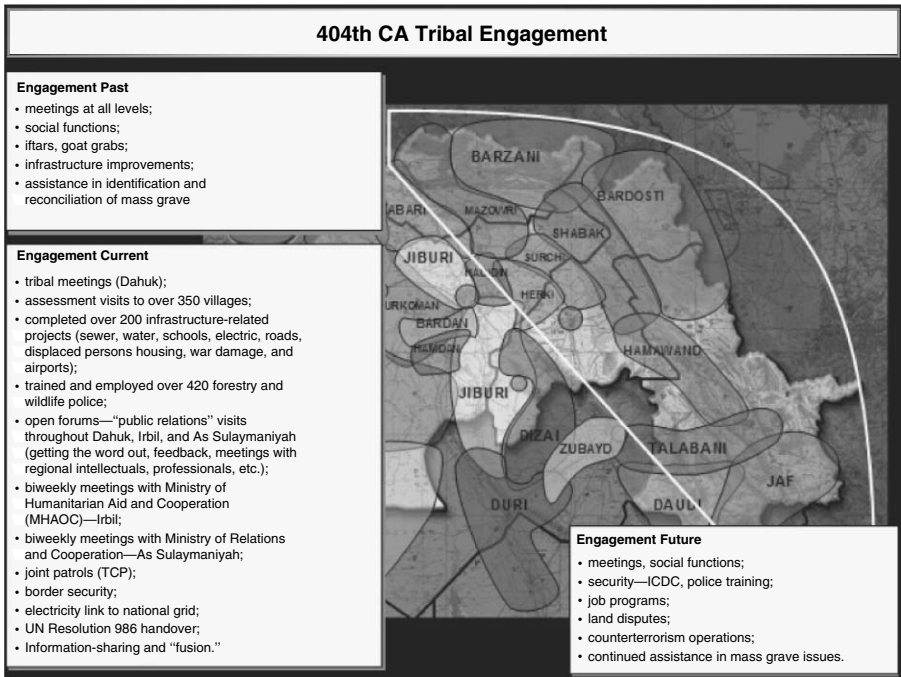 404th CA Tribal Engagement
Engagement Past
• meetings at all levels;
• social functions;
• iftars, goat grabs;
• infrastructure improvements;
• assistance in identification and
reconciliation of mass grave
Engagement Current
• tribal meetings (Dahuk);
• assessment visits to over 350 villages;
• completed over 200 infrastructure-related
projects (sewer, water, schools, electric, roads,
displaced persons housing, war damage, and
airports);
• trained and employed over 420 forestry and
wildlife police;
• open forums—“public relations” visits
throughout Dahuk, Irbil, and As Sulaymaniyah
(getting the word out, feedback, meetings with
regional intellectuals, professionals, etc.);
• biweekly meetings with Ministry of
Humanitarian Aid and Cooperation
(MHAOC)—Irbil;
• biweekly meetings with Ministry of Relations
and Cooperation—As Sulaymaniyah;
• joint patrols (TCP);
• border security;
• electricity link to national grid;
• UN Resolution 986 handover;
• Information-sharing and “fusion.”
BARZANI
BARDOSTI
ABARI
MAZOWRI
SHABAK
JIBURI
SURCHI
HERKI
URKOMAN
BARDAN
HAMDAN
HAMAWAND
JIBURI
DIZAI
ZUBAYD
TALABANI
JAF
DURI
DAUDI
Engagement Future
• meetings, social functions;
• security—ICDC, police training;
• job programs;
• land disputes;
• counterterrorism operations;
• continued assistance in mass grave issues.